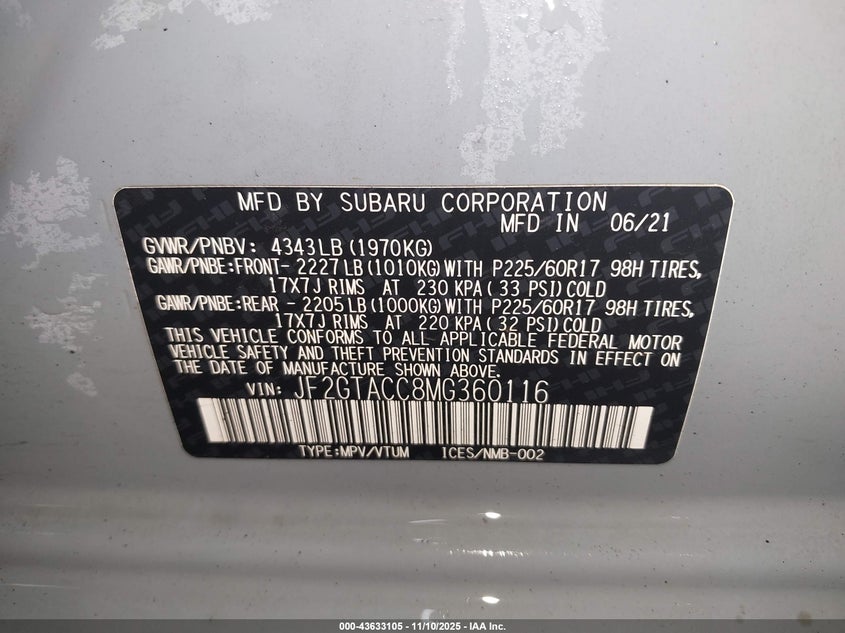 MFD BY SUBARU CORPORATION
MFD IN 06/21
GVWR/PNBV: 4343LB (1970KG)
GAWR/PNBE:FRONT- 2227 LB (1010KG) WITH P225/60R17 98H TIRES,
17X7J RIMS AT 230 KPA ( 33 PSI ) COLD
GAWR/PNBE:REAR - 2205 LB (1000KG) WITH P225/60R17 98H TIRES,
17X7J RIMS AT 220 KPA ( 32 PSI ) COLD
THIS VEHICLE CONFORMS TO ALL APPLICABLE FEDERAL MOTOR
VEHICLE SAFETY AND THEFT PREVENTION STANDARDS IN EFFECT ON
THE DATE OF MANUFACTURE SHOWN ABOVE.
VIN: JF2GTACC8MG360116
TYPE:MPV/VTUM ICES/NMB-002
000-43633105 - 11/10/2025 - IAA Inc.